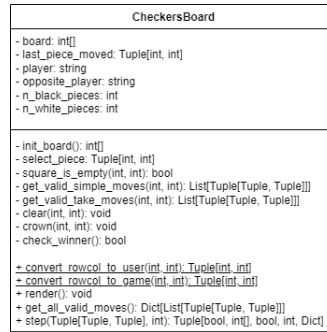 CheckersBoard
- board: int[]
- last_piece_moved: Tuple[int, int]
- player: string
- opposite_player: string
- n_black_pieces: int
- n_white_pieces: int
- init_board(): int[]
- select_piece: Tuple[int, int]
- square_is_empty(int, int): bool
- get_valid_simple_moves(int, int): List[Tuple[Tuple, Tuple]]]
- get_valid_take_moves(int, int): List[Tuple[Tuple, Tuple]]]
- clear(int, int): void
- crown(int, int): void
- check_winner(): bool
+ convert_rowcol_to_user(int, int): Tuple[int, int]
+ convert_rowcol_to_game(int, int): Tuple[int, int]
+ render(): void
+ get_all_valid_moves(): Dict[List[Tuple[Tuple, Tuple]]]
+ step(Tuple[Tuple, Tuple], int): Tuple[bool, int[], bool, int, Dict]